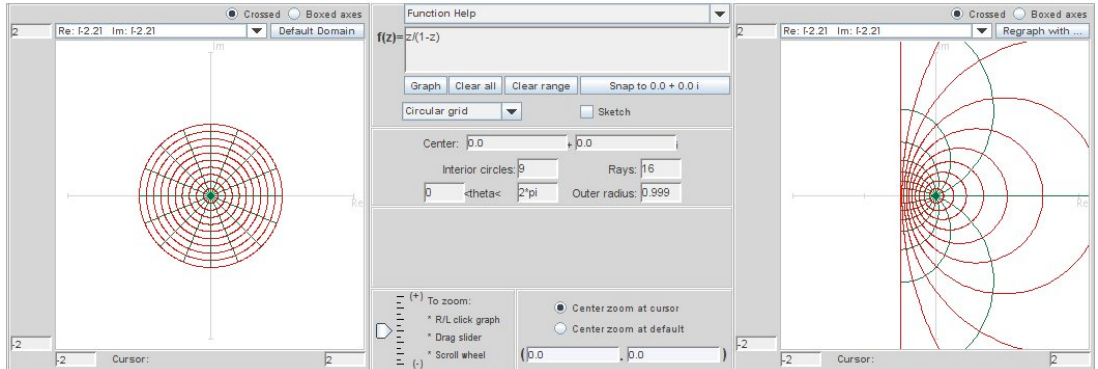 Crossed Boxed axes
2 Re: [-2.21 Im: [-2.21 Default Domain
Im
Re
-2
-2 Cursor: 2
Function Help
f(z)= z/(1-z)
Graph Clear all Clear range Snap to 0.0 + 0.0 i
Circular grid Sketch
Center: 0.0 + 0.0 i
Interior circles: 9 Rays: 16
0 <theta< 2*pi Outer radius: 0.999
(+) To zoom:
* R/L click graph
* Drag slider
* Scroll wheel
(-)
Center zoom at cursor
Center zoom at default
( 0.0 , 0.0 )
Crossed Boxed axes
2 Re: [-2.21 Im: [-2.21 Regraph with ...
Im
Re
-2
-2 Cursor: 2